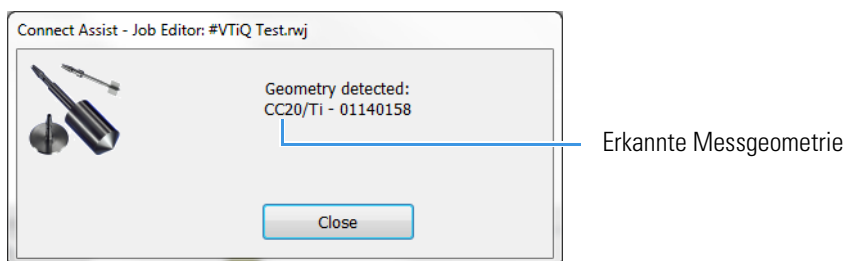 Connect Assist - Job Editor: #VTiQ Test.rwj
Geometry detected:
CC20/Ti - 01140158
Erkannte Messgeometrie
Close